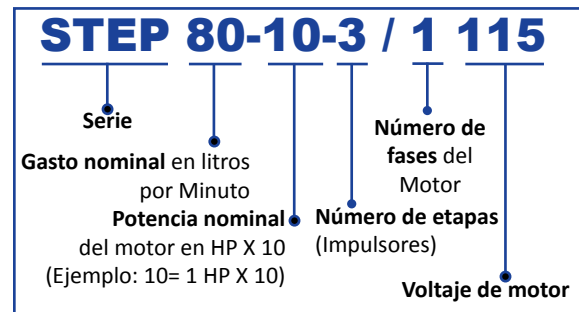 STEP 80-10-3 / 1 115
Serie
Gasto nominal en litros
por Minuto
Potencia nominal
del motor en HP X 10
(Ejemplo: 10= 1 HP X 10)
Número de etapas
(Impulsores)
Número de
fases del
Motor
Voltaje de motor